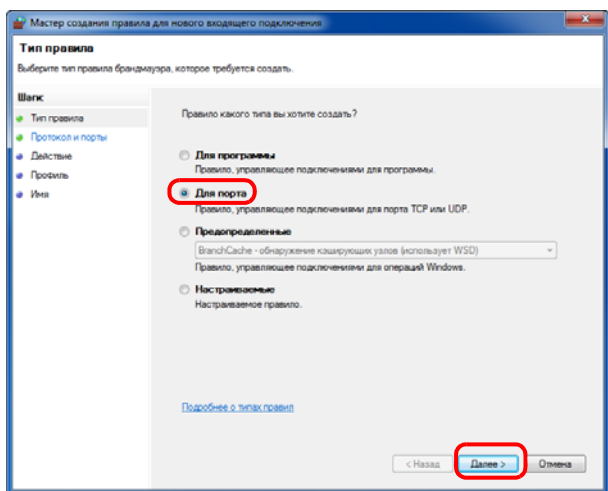 Мастер создания правила для нового входящего подключения
Тип правила
Выберите тип правила брандмауэра, которое требуется создать.
Шаги:
Тип правила
Протокол и порты
Действие
Профиль
Имя
Правило какого типа вы хотите создать?
Для программы
Правило, управляющее подключениями для программы.
Для порта
Правило, управляющее подключениями для порта TCP или UDP.
Предопределенные
BranchCache - обнаружение кэширующих узлов (использует WSD)
Правило, управляющее подключениями для операций Windows.
Настраиваемые
Настраиваемое правило.
Подробнее о типах правил
< Назад
Далее >
Отмена